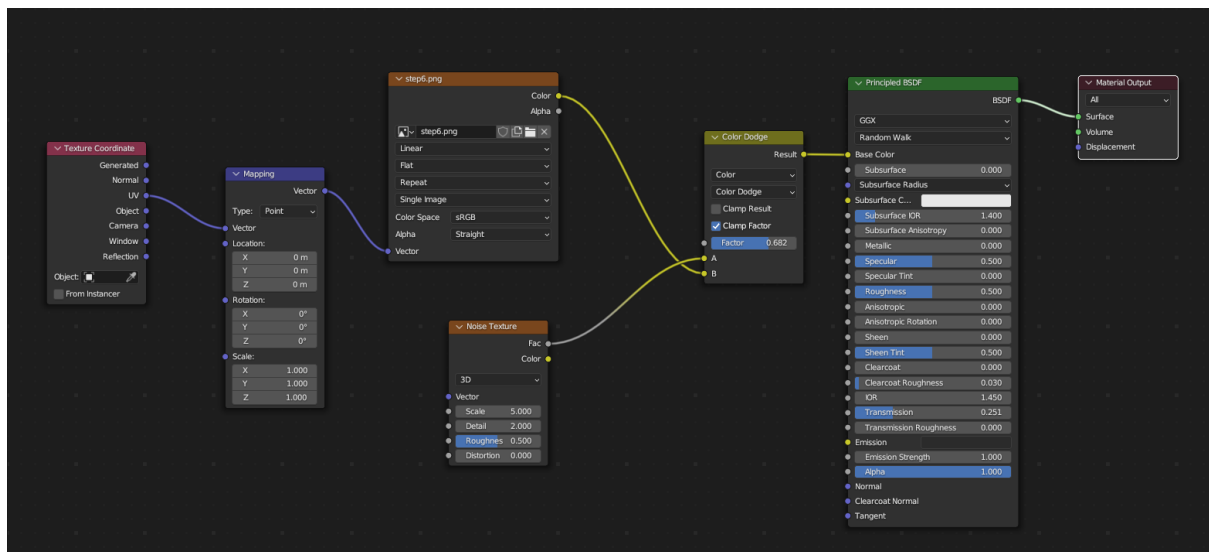 Texture Coordinate
Generated
Normal
UV
Object
Camera
Window
Reflection
Object:
From Instancer
Mapping
Vector
Type: Point
Vector
Location:
X 0 m
Y 0 m
Z 0 m
Rotation:
X 0°
Y 0°
Z 0°
Scale:
X 1.000
Y 1.000
Z 1.000
step6.png
Color
Alpha
step6.png
Linear
Flat
Repeat
Single Image
Color Space sRGB
Alpha Straight
Vector
Noise Texture
Fac
Color
3D
Vector
Scale 5.000
Detail 2.000
Roughnes 0.500
Distortion 0.000
Color Dodge
Result
Color
Color Dodge
Clamp Result
Clamp Factor
Factor 0.682
A
B
Principled BSDF
BSDF
GGX
Random Walk
Base Color
Subsurface 0.000
Subsurface Radius
Subsurface C...
Subsurface IOR 1.400
Subsurface Anisotropy 0.000
Metallic 0.000
Specular 0.500
Specular Tint 0.000
Roughness 0.500
Anisotropic 0.000
Anisotropic Rotation 0.000
Sheen 0.000
Sheen Tint 0.500
Clearcoat 0.000
Clearcoat Roughness 0.030
IOR 1.450
Transmission 0.251
Transmission Roughness 0.000
Emission
Emission Strength 1.000
Alpha 1.000
Normal
Clearcoat Normal
Tangent
Material Output
All
Surface
Volume
Displacement